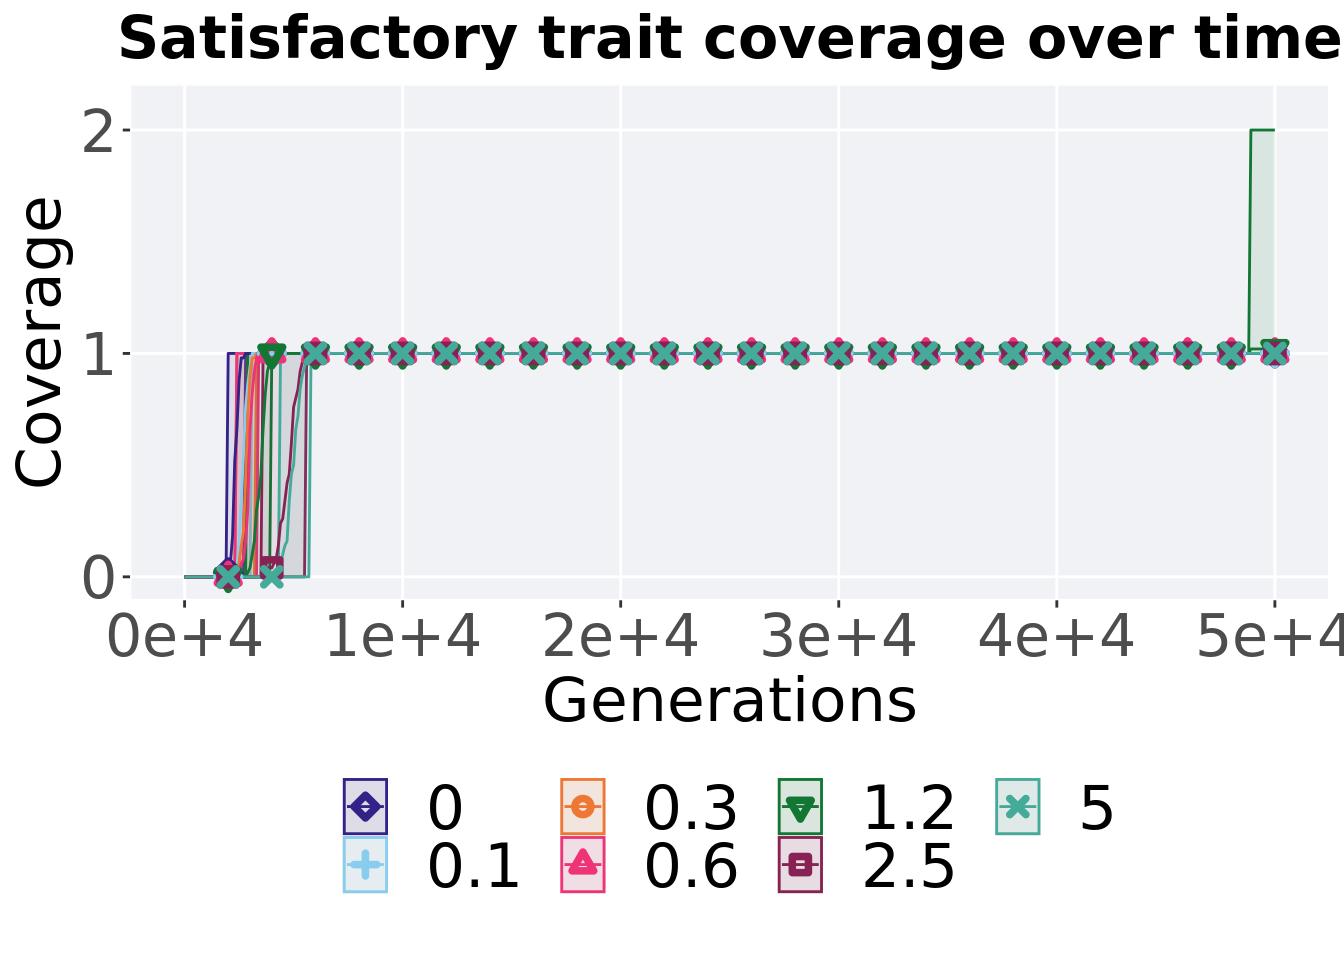 Satisfactory trait coverage over time
Coverage
2
1
0
0e+4 1e+4 2e+4 3e+4 4e+4 5e+4
Generations
0 0.3 1.2 5
0.1 0.6 2.5